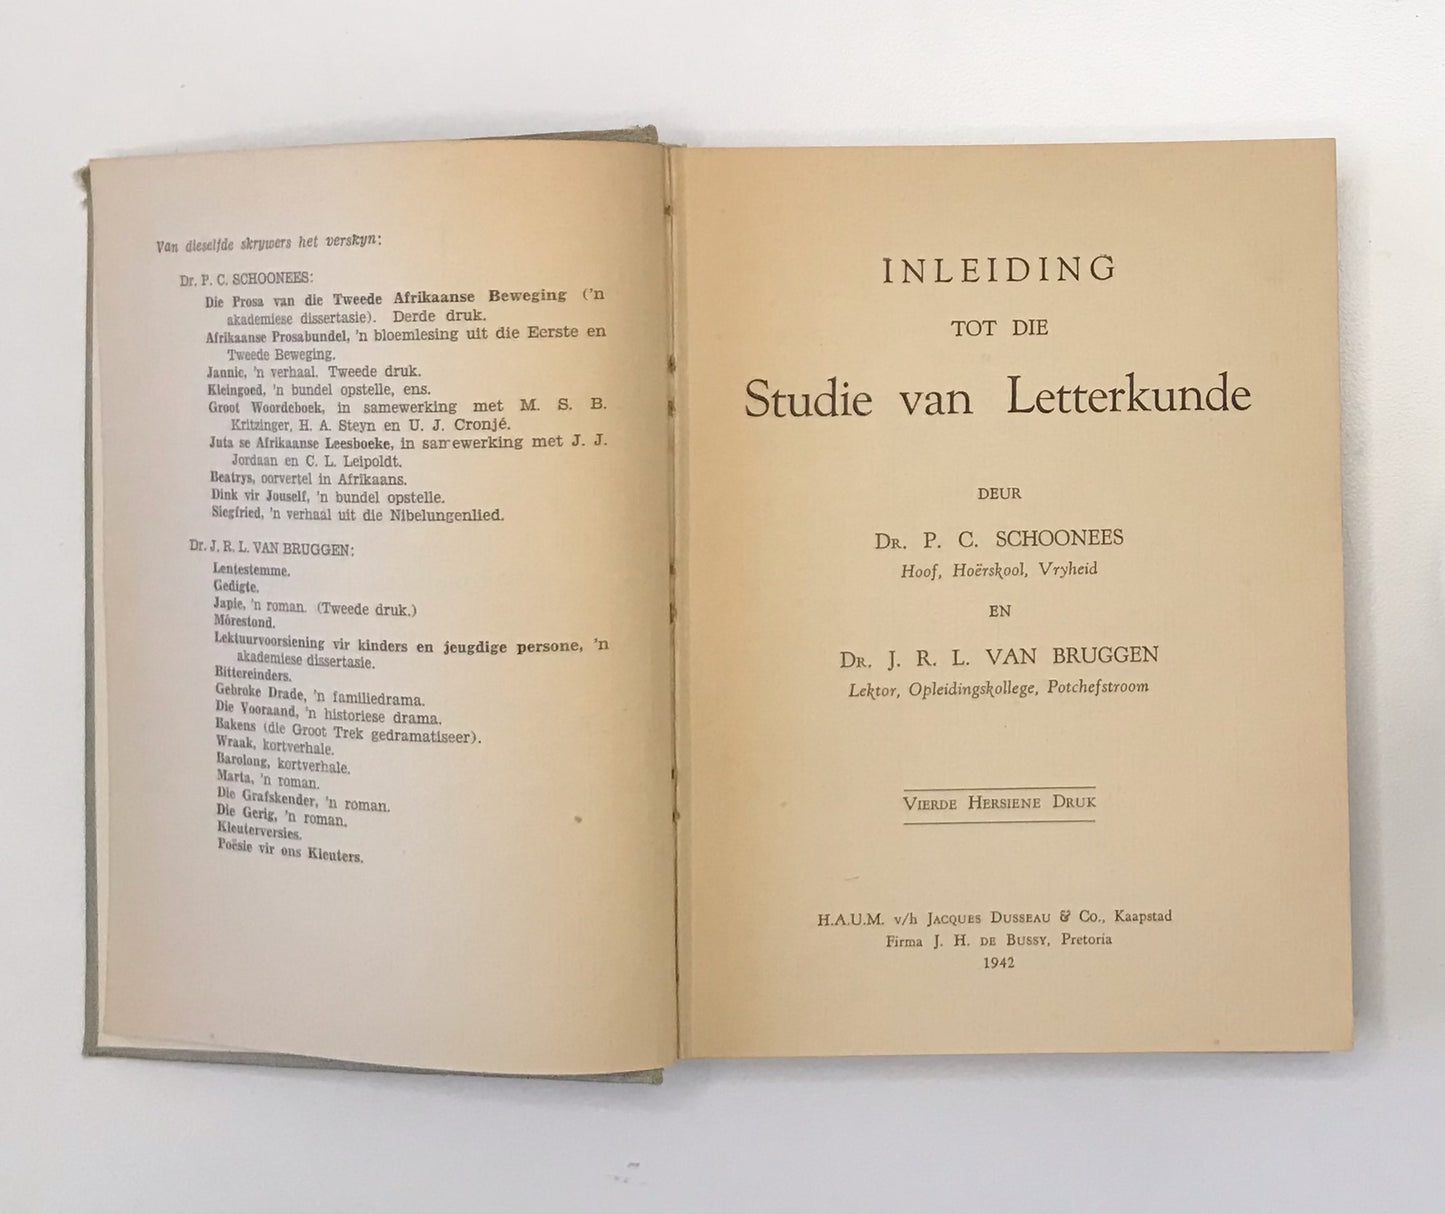 Van dieselfde skrywers het verskyn:
Dr. P. C. SCHOONEES:
Die Prosa van die Tweede Afrikaanse Beweging ('n
akademiese dissertasie). Derde druk.
Afrikaanse Prosabundel, 'n bloemlesing uit die Eerste en
Tweede Beweging.
Jannie, 'n verhaal. Tweede druk.
Kleingoed, 'n bundel opstelle, ens.
Groot Woordeboek, in samewerking met M. S. B.
Kritzinger, H. A. Steyn en U. J. Cronjé.
Juta se Afrikaanse Leesboeke, in samewerking met J. J.
Jordaan en C. L. Leipoldt.
Beatrys, oorvertel in Afrikaans.
Dink vir Jouself, 'n bundel opstelle.
Siegfried, 'n verhaal uit die Nibelungenlied.
Dr. J. R. L. VAN BRUGGEN:
Lentestemme.
Gedigte.
Japie, 'n roman. (Tweede druk.)
Môrestond.
Lektuurvoorsiening vir kinders en jeugdige persone, 'n
akademiese dissertasie.
Bittereinders.
Gebroke Drade, 'n familiedrama.
Die Vooraand, 'n historiese drama.
Bakens (die Groot Trek gedramatiseer).
Wraak, kortverhale.
Barolong, kortverhale.
Marta, 'n roman.
Die Grafskender, 'n roman.
Die Gerig, 'n roman.
Kleuterversies.
Poësie vir ons Kleuters.
INLEIDING
TOT DIE
Studie van Letterkunde
DEUR
DR. P. C. SCHOONEES
Hoof, Hoërskool, Vryheid
EN
DR. J. R. L. VAN BRUGGEN
Lektor, Opleidingskollege, Potchefstroom
VIERDE HERSIENE DRUK
H.A.U.M. v/h JACQUES DUSSEAU & Co., Kaapstad
Firma J. H. DE BUSSY, Pretoria
1942